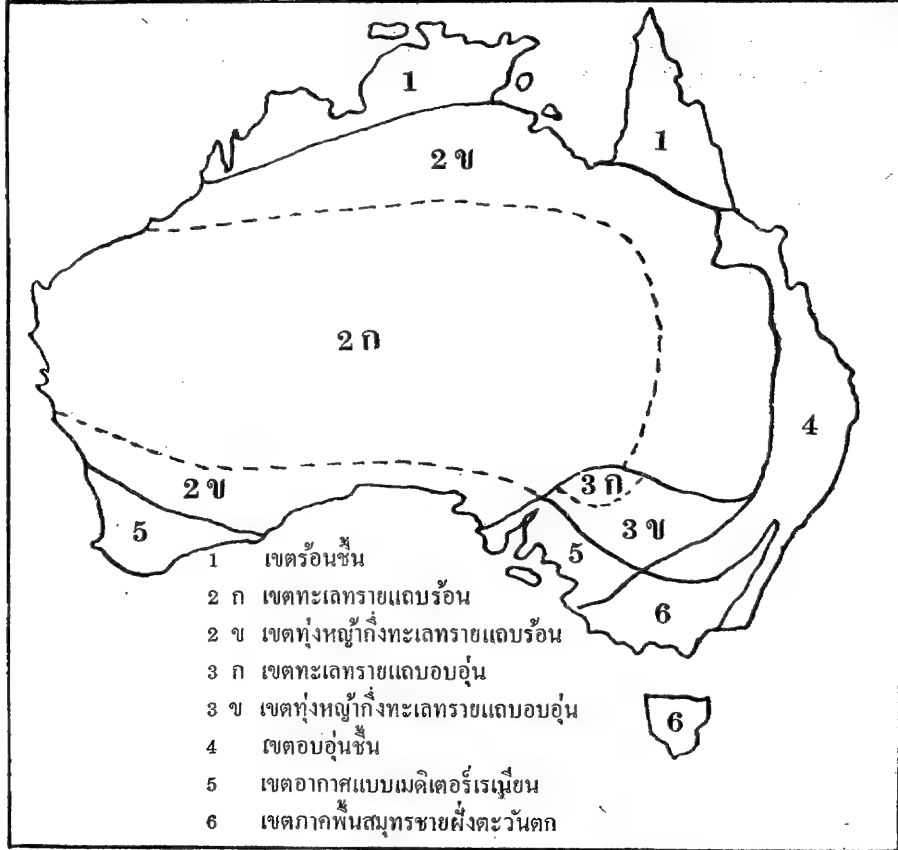 1
1
2 ข
2 ก
4
2 ข
3 ก
3 ข
5
5
6
6
1 เขตร้อนชื้น
2 ก เขตทะเลทรายแถบร้อน
2 ข เขตทุ่งหญ้ากึ่งทะเลทรายแถบร้อน
3 ก เขตทะเลทรายแถบอบอุ่น
3 ข เขตทุ่งหญ้ากึ่งทะเลทรายแถบอบอุ่น
4 เขตอบอุ่นชื้น
5 เขตอากาศแบบเมดิเตอร์เรเนียน
6 เขตภาคพื้นสมุทรชายฝั่งตะวันตก